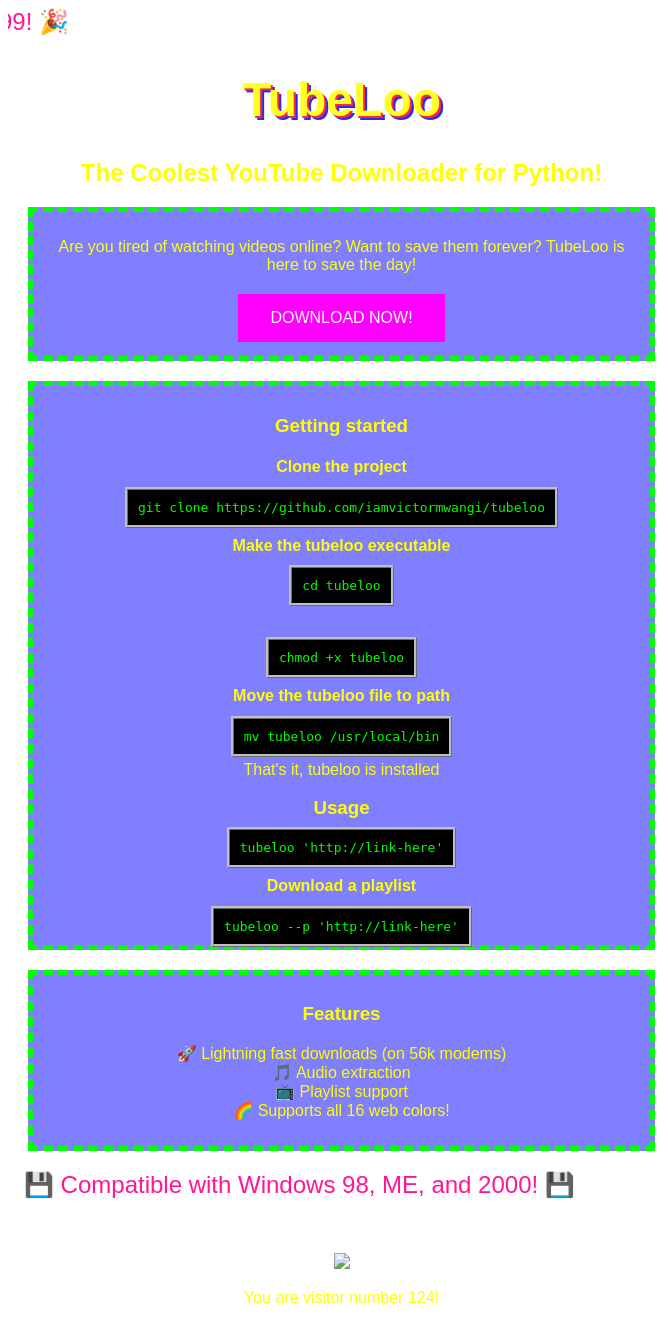 99! 🎉
TubeLoo
The Coolest YouTube Downloader for Python!
Are you tired of watching videos online? Want to save them forever? TubeLoo is
here to save the day!
DOWNLOAD NOW!
Getting started
Clone the project
git clone https://github.com/iamvictormwangi/tubeloo
Make the tubeloo executable
cd tubeloo
chmod +x tubeloo
Move the tubeloo file to path
mv tubeloo /usr/local/bin
That's it, tubeloo is installed
Usage
tubeloo 'http://link-here'
Download a playlist
tubeloo --p 'http://link-here'
Features
🚀 Lightning fast downloads (on 56k modems)
🎵 Audio extraction
📺 Playlist support
🌈 Supports all 16 web colors!
💾 Compatible with Windows 98, ME, and 2000! 💾
You are visitor number 124!